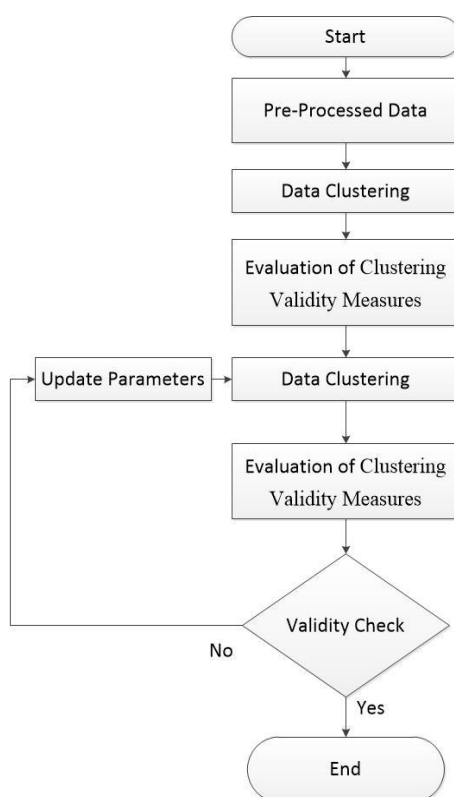 Start
Pre-Processed Data
Data Clustering
Evaluation of Clustering
Validity Measures
Update Parameters
Data Clustering
Evaluation of Clustering
Validity Measures
Validity Check
No
Yes
End